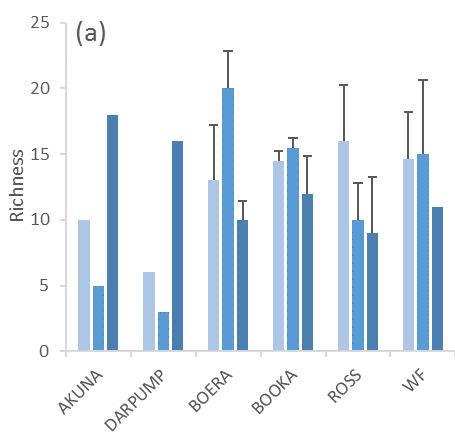 (a)
Richness
25
20
15
10
5
0
AKUNA
DARPUMP
BOERA
BOOKA
ROSS
WF